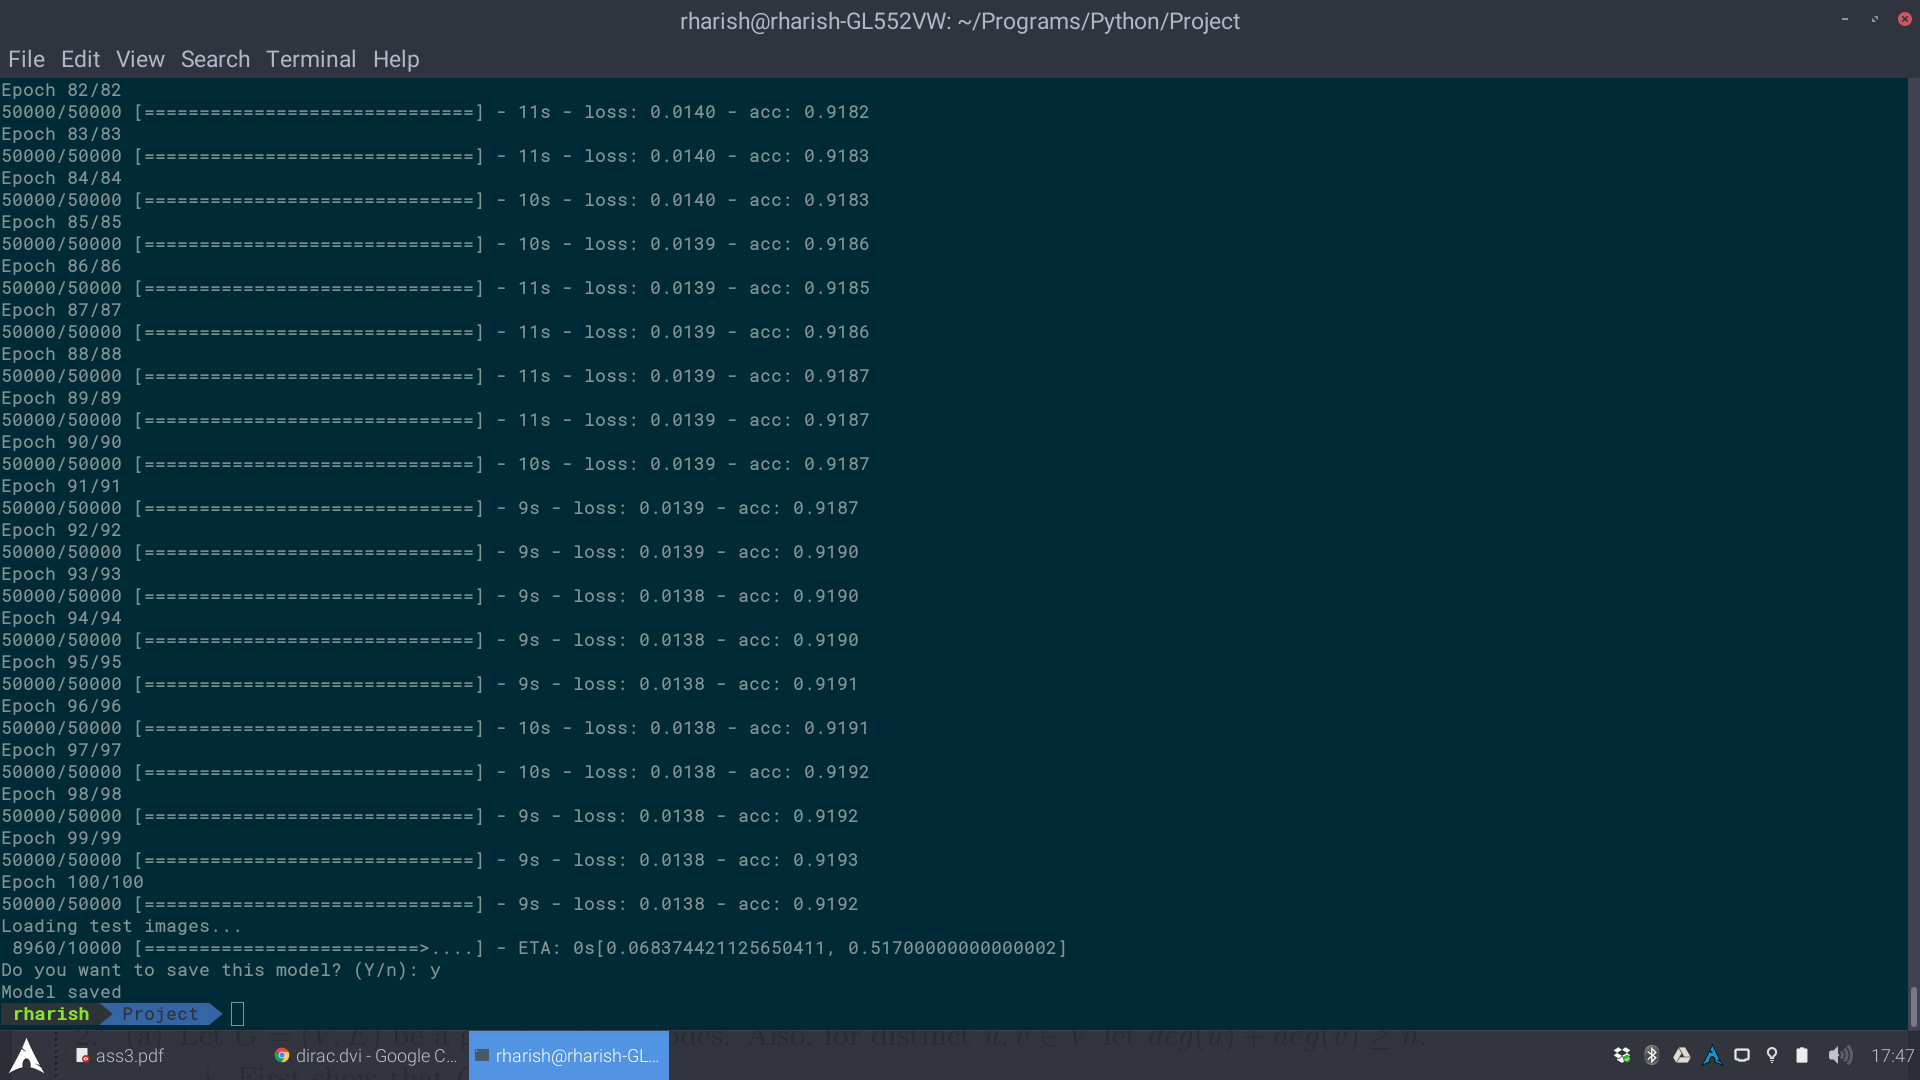 rharish@rharish-GL552VW: ~/Programs/Python/Project
File Edit View Search Terminal Help
Epoch 82/82
50000/50000 [==============================] - 11s - loss: 0.0140 - acc: 0.9182
Epoch 83/83
50000/50000 [==============================] - 11s - loss: 0.0140 - acc: 0.9183
Epoch 84/84
50000/50000 [==============================] - 10s - loss: 0.0140 - acc: 0.9183
Epoch 85/85
50000/50000 [==============================] - 10s - loss: 0.0139 - acc: 0.9186
Epoch 86/86
50000/50000 [==============================] - 11s - loss: 0.0139 - acc: 0.9185
Epoch 87/87
50000/50000 [==============================] - 11s - loss: 0.0139 - acc: 0.9186
Epoch 88/88
50000/50000 [==============================] - 11s - loss: 0.0139 - acc: 0.9187
Epoch 89/89
50000/50000 [==============================] - 11s - loss: 0.0139 - acc: 0.9187
Epoch 90/90
50000/50000 [==============================] - 10s - loss: 0.0139 - acc: 0.9187
Epoch 91/91
50000/50000 [==============================] - 9s - loss: 0.0139 - acc: 0.9187
Epoch 92/92
50000/50000 [==============================] - 9s - loss: 0.0139 - acc: 0.9190
Epoch 93/93
50000/50000 [==============================] - 9s - loss: 0.0138 - acc: 0.9190
Epoch 94/94
50000/50000 [==============================] - 9s - loss: 0.0138 - acc: 0.9190
Epoch 95/95
50000/50000 [==============================] - 9s - loss: 0.0138 - acc: 0.9191
Epoch 96/96
50000/50000 [==============================] - 10s - loss: 0.0138 - acc: 0.9191
Epoch 97/97
50000/50000 [==============================] - 10s - loss: 0.0138 - acc: 0.9192
Epoch 98/98
50000/50000 [==============================] - 9s - loss: 0.0138 - acc: 0.9192
Epoch 99/99
50000/50000 [==============================] - 9s - loss: 0.0138 - acc: 0.9193
Epoch 100/100
50000/50000 [==============================] - 9s - loss: 0.0138 - acc: 0.9192
Loading test images...
8960/10000 [=========================>....] - ETA: 0s[0.068374421125650411, 0.51700000000000002]
Do you want to save this model? (Y/n): y
Model saved
rharish Project
2. (a) Let G = (V, E) be a g odes. Also, for distinct u, v ∈ V let deg(u) + deg(v) ≥ n.
ass3.pdf dirac.dvi - Google C... rharish@rharish-GL... 17:47
i. First show that